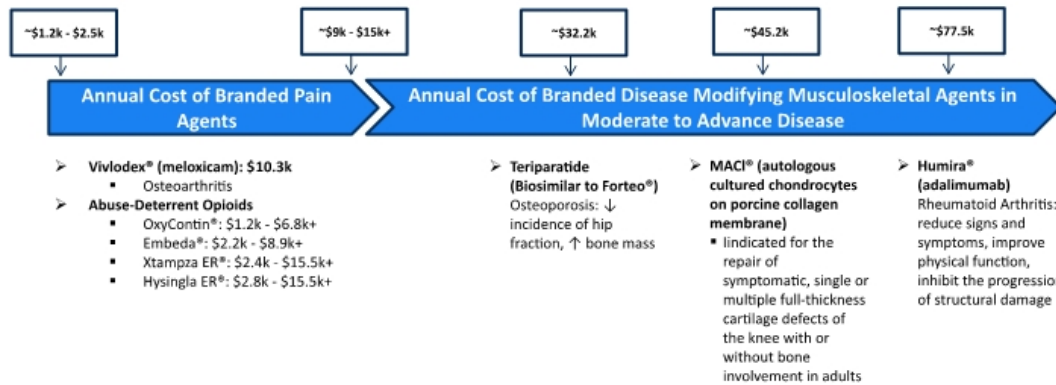 ~$1.2k - $2.5k
~$9k - $15k+
~$32.2k
~$45.2k
~$77.5k
Annual Cost of Branded Pain
Agents
Annual Cost of Branded Disease Modifying Musculoskeletal Agents in
Moderate to Advance Disease
➤ Vivlodex® (meloxicam): $10.3k
▪ Osteoarthritis
➤ Abuse-Deterrent Opioids
▪ OxyContin®: $1.2k - $6.8k+
▪ Embeda®: $2.2k - $8.9k+
▪ Xtampza ER®: $2.4k - $15.5k+
▪ Hysingla ER®: $2.8k - $15.5k+
➤ Teriparatide
(Biosimilar to Forteo®)
Osteoporosis: ↓
incidence of hip
fraction, ↑ bone mass
➤ MACI® (autologous
cultured chondrocytes
on porcine collagen
membrane)
▪ Iindicated for the
repair of
symptomatic, single or
multiple full-thickness
cartilage defects of
the knee with or
without bone
involvement in adults
➤ Humira®
(adalimumab)
Rheumatoid Arthritis:
reduce signs and
symptoms, improve
physical function,
inhibit the progression
of structural damage